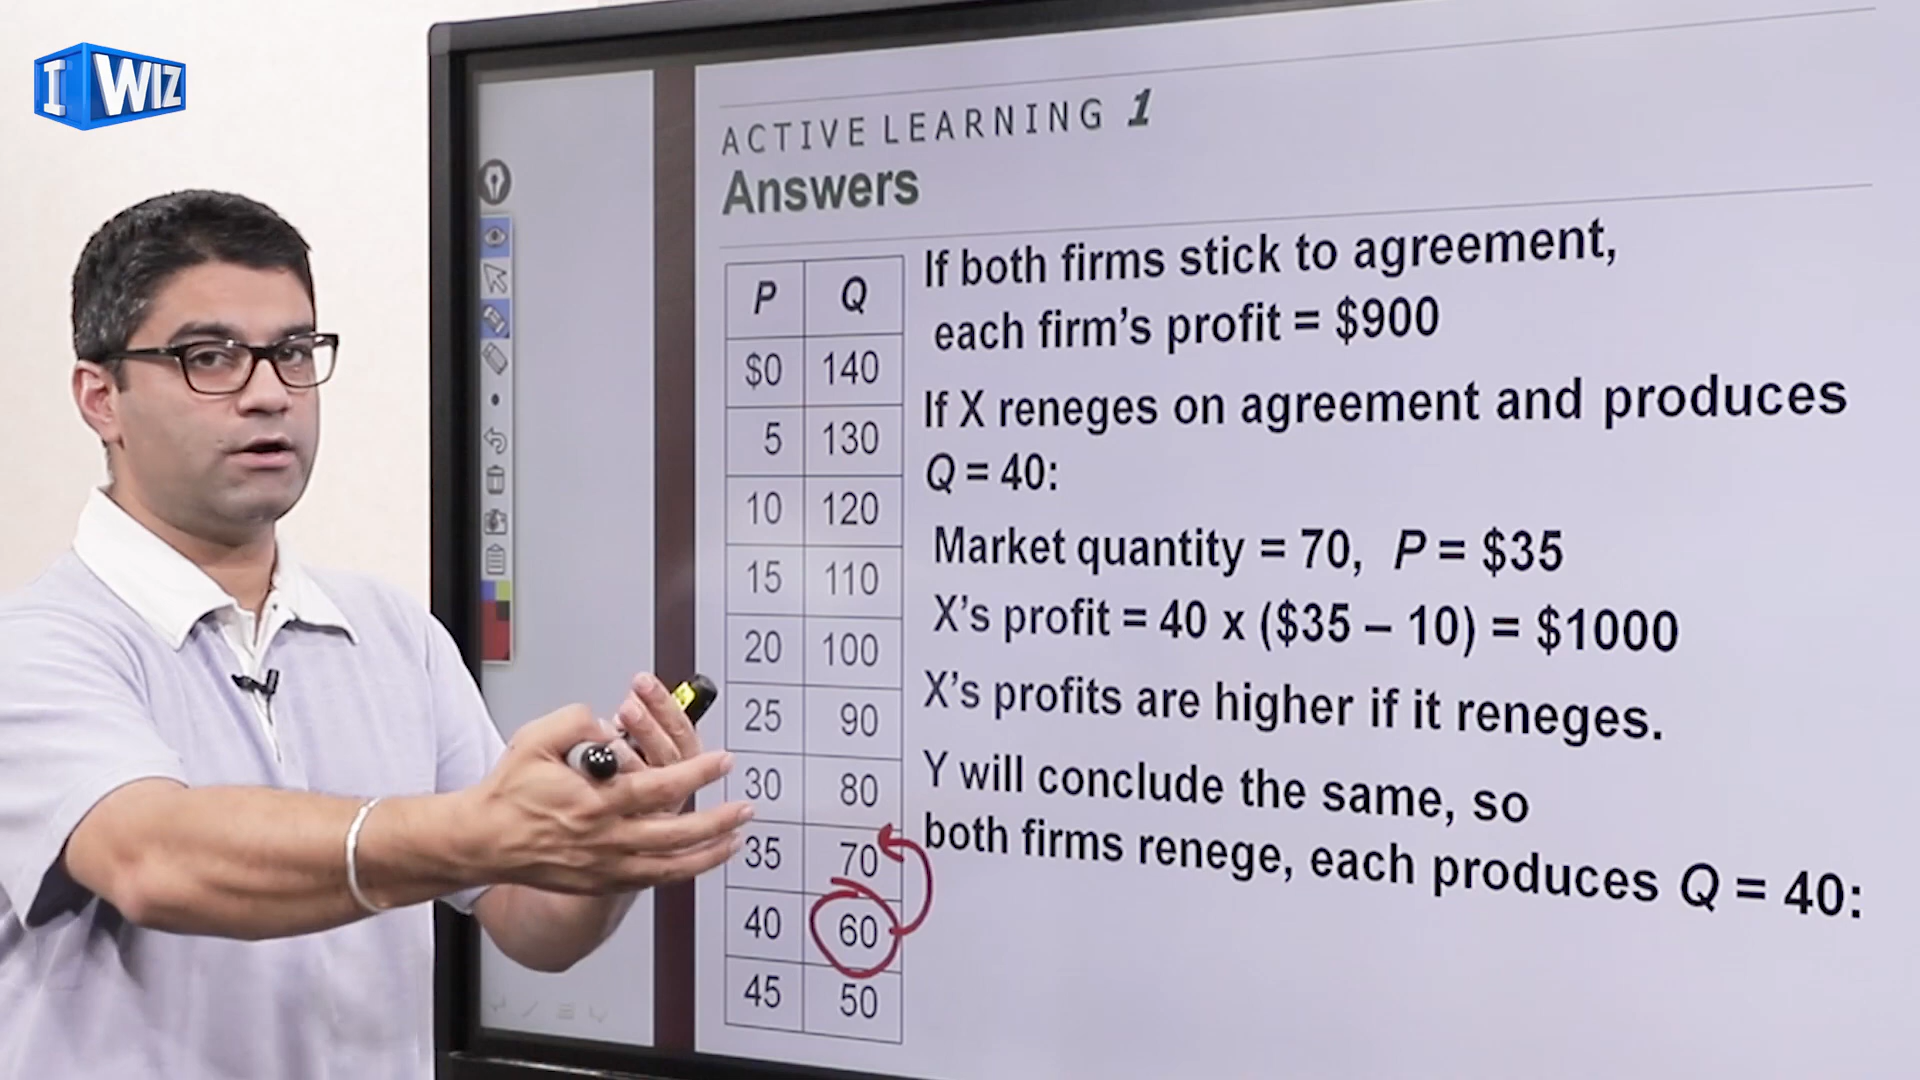 I WIZ
ACTIVE LEARNING 1
Answers
P Q
$0 140
5 130
10 120
15 110
20 100
25 90
30 80
35 70
40 60
45 50
If both firms stick to agreement,
each firm's profit = $900
If X reneges on agreement and produces
Q = 40:
Market quantity = 70, P = $35
X's profit = 40 x ($35 – 10) = $1000
X's profits are higher if it reneges.
Y will conclude the same, so
both firms renege, each produces Q = 40: